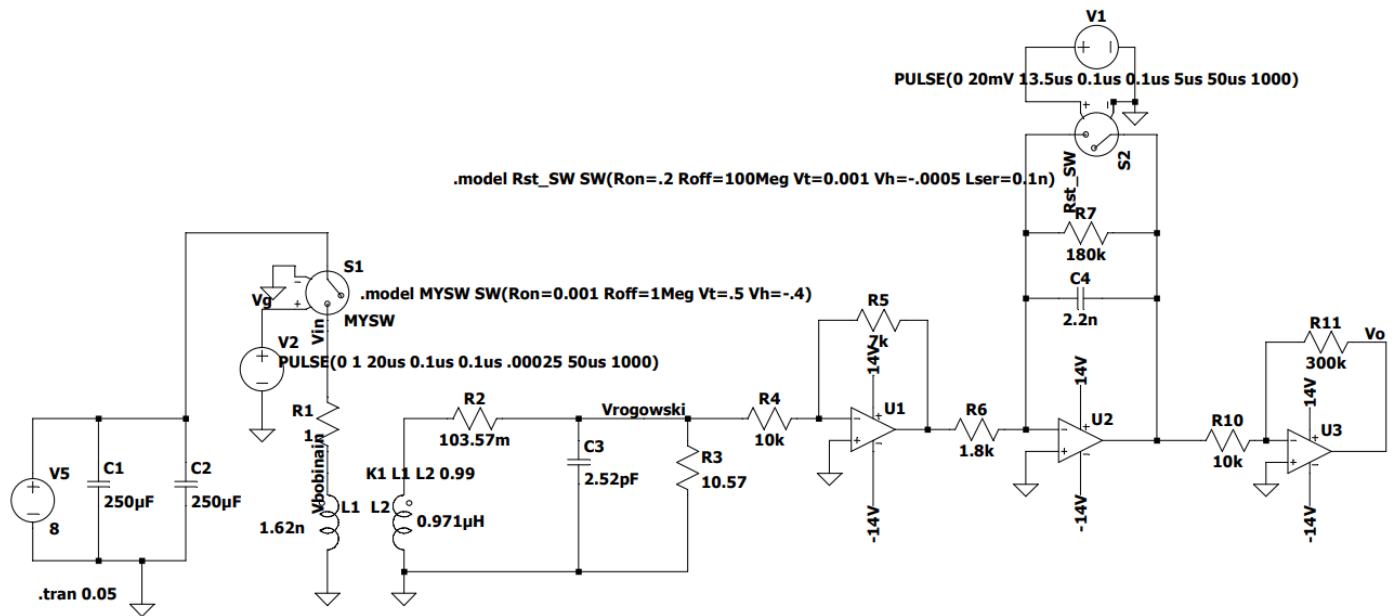 V1
+ −
PULSE(0 20mV 13.5us 0.1us 0.1us 5us 50us 1000)
+ −
S2
Rst_SW
.model Rst_SW SW(Ron=.2 Roff=100Meg Vt=0.001 Vh=-.0005 Lser=0.1n)
R7
180k
C4
2.2n
S1
− +
Vg
.model MYSW SW(Ron=0.001 Roff=1Meg Vt=.5 Vh=-.4)
MYSW
Vin
V2
+ −
PULSE(0 1 20us 0.1us 0.1us .00025 50us 1000)
R5
7k
14V
R11
300k
Vo
14V
14V
R1
1
R2
103.57m
Vrogowski
R4
10k
U1
+ − + −
-14V
R6
1.8k
U2
+ − + −
-14V
R10
10k
U3
+ − + −
-14V
V5
+ −
8
C1
250µF
C2
250µF
Vbobinain
K1 L1 L2 0.99
L1
1.62n
L2
0.971µH
C3
2.52pF
R3
10.57
.tran 0.05